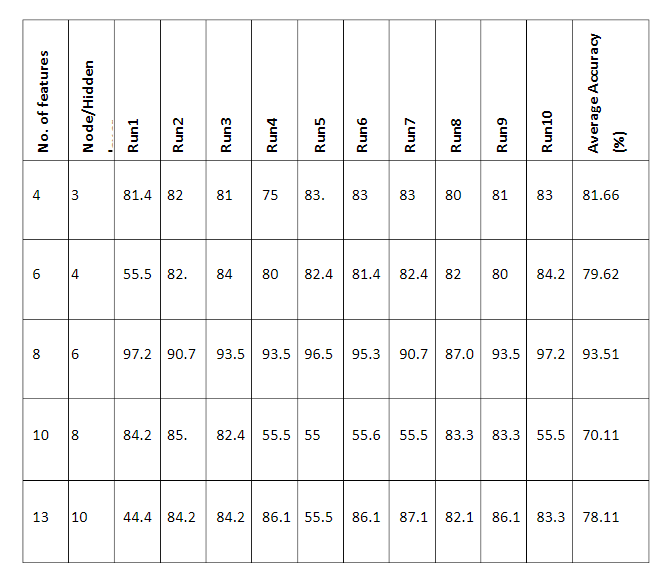 No. of features Node/Hidden Run1 Run2 Run3 Run4 Run5 Run6 Run7 Run8 Run9 Run10 Average Accuracy (%)
4 3 81.4 82 81 75 83. 83 83 80 81 83 81.66
6 4 55.5 82. 84 80 82.4 81.4 82.4 82 80 84.2 79.62
8 6 97.2 90.7 93.5 93.5 96.5 95.3 90.7 87.0 93.5 97.2 93.51
10 8 84.2 85. 82.4 55.5 55 55.6 55.5 83.3 83.3 55.5 70.11
13 10 44.4 84.2 84.2 86.1 55.5 86.1 87.1 82.1 86.1 83.3 78.11